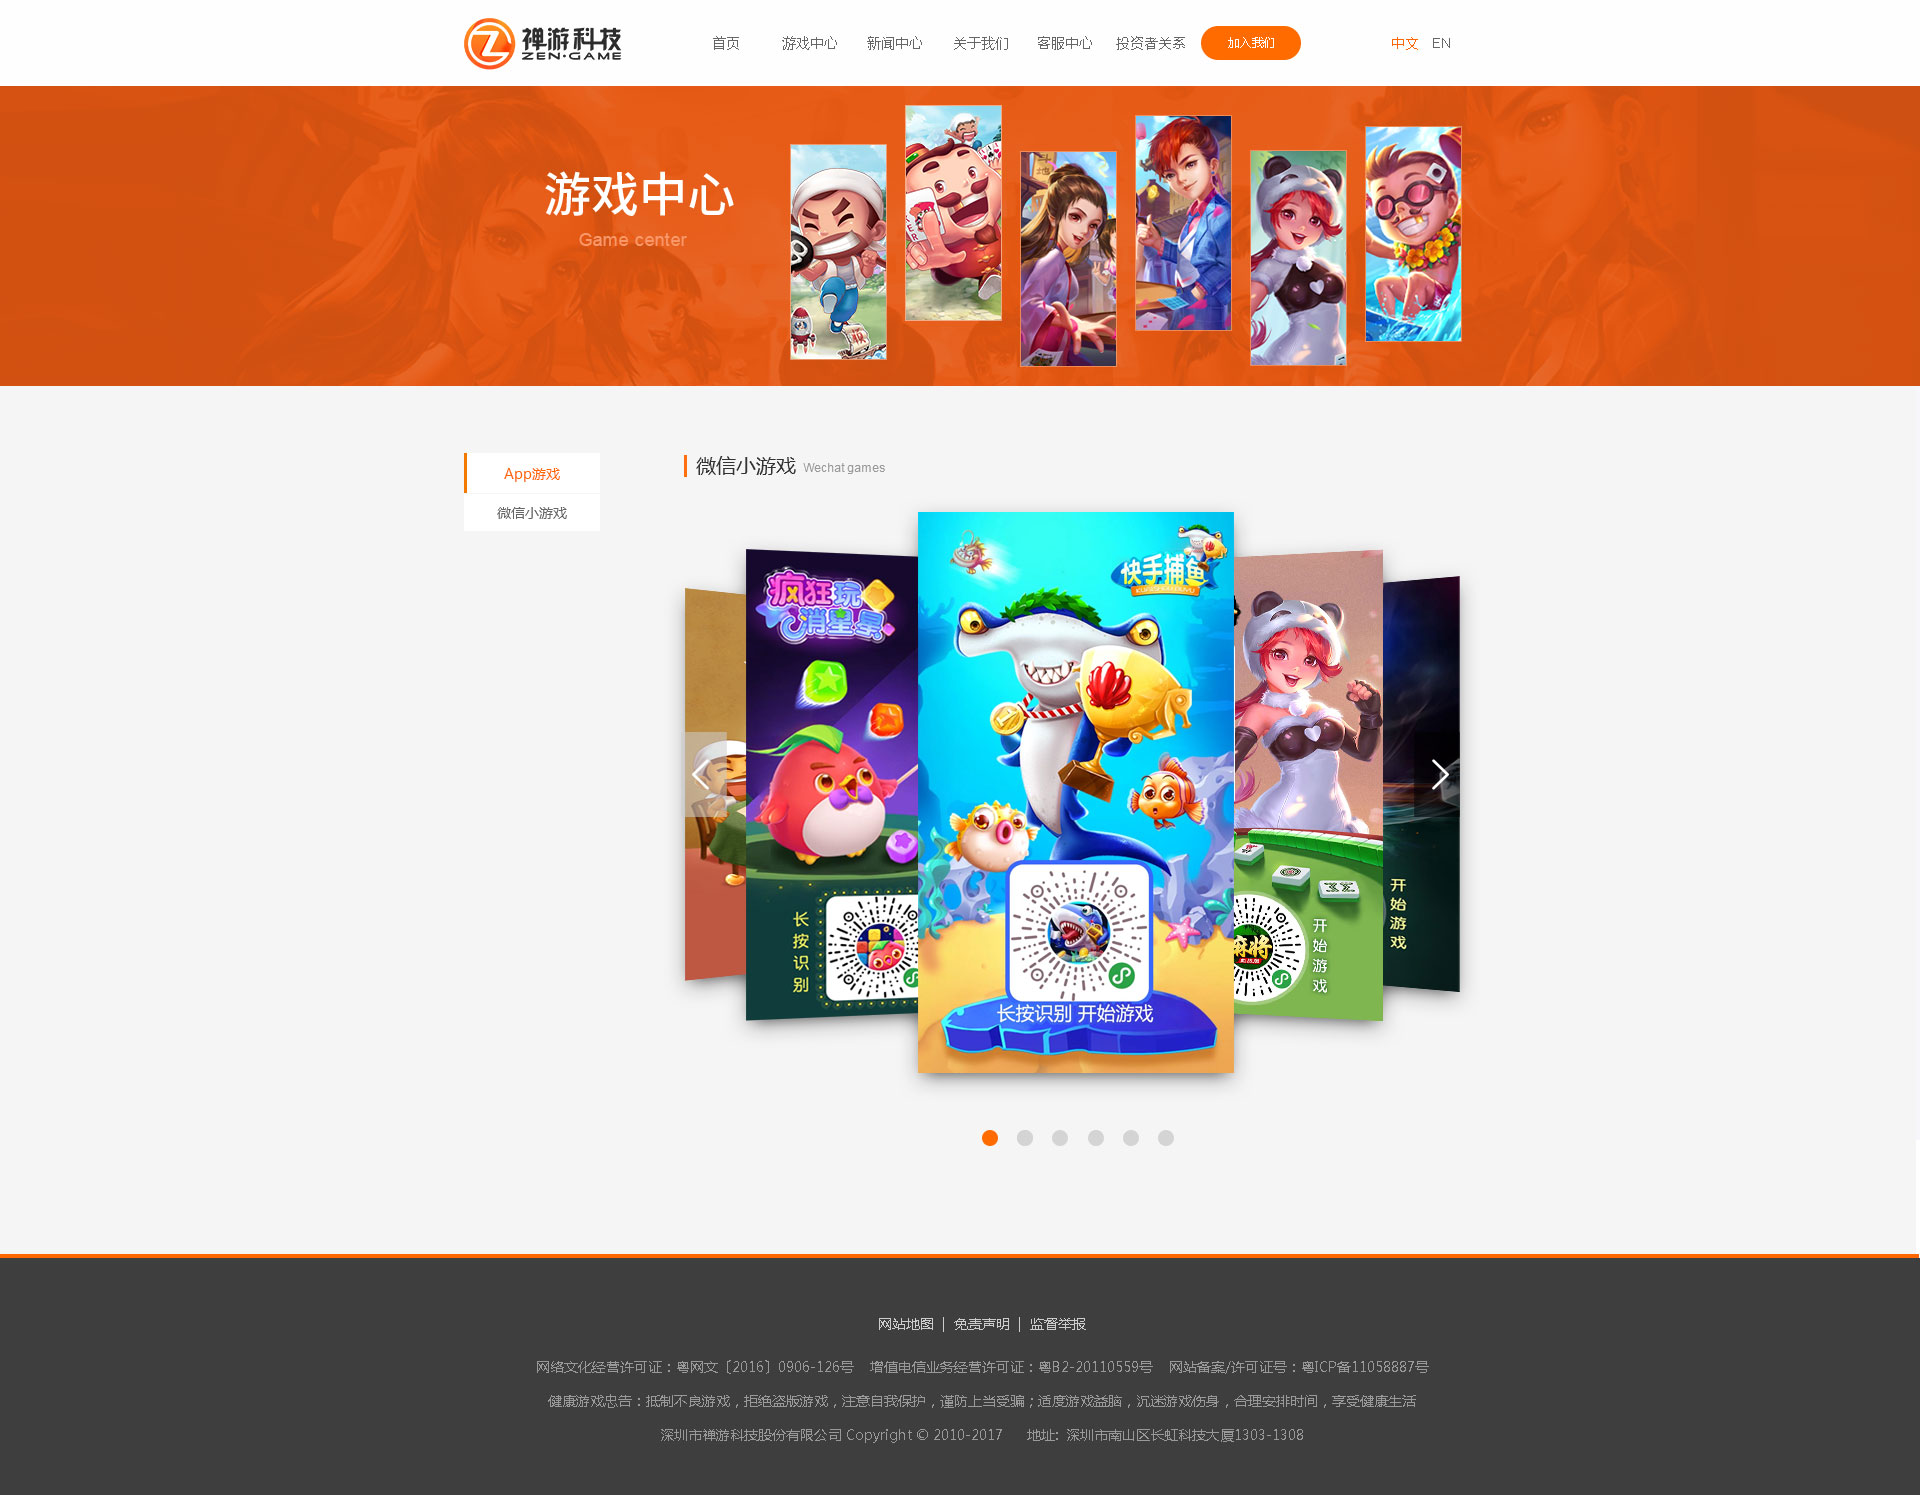 禅游科技
ZEN·GAME
首页 游戏中心 新闻中心 关于我们 客服中心 投资者关系 加入我们 中文 EN
游戏中心
Game center
App游戏
微信小游戏
微信小游戏 Wechat games
疯狂玩
消星星
快手捕鱼
长按识别
麻将
开始游戏
开始游戏
长按识别 开始游戏
网站地图 | 免责声明 | 监督举报
网络文化经营许可证：粤网文〔2016〕0906-126号 增值电信业务经营许可证：粤B2-20110559号 网站备案/许可证号：粤ICP备11058887号
健康游戏忠告：抵制不良游戏，拒绝盗版游戏，注意自我保护，谨防上当受骗；适度游戏益脑，沉迷游戏伤身，合理安排时间，享受健康生活
深圳市禅游科技股份有限公司 Copyright © 2010-2017 地址: 深圳市南山区长虹科技大厦1303-1308